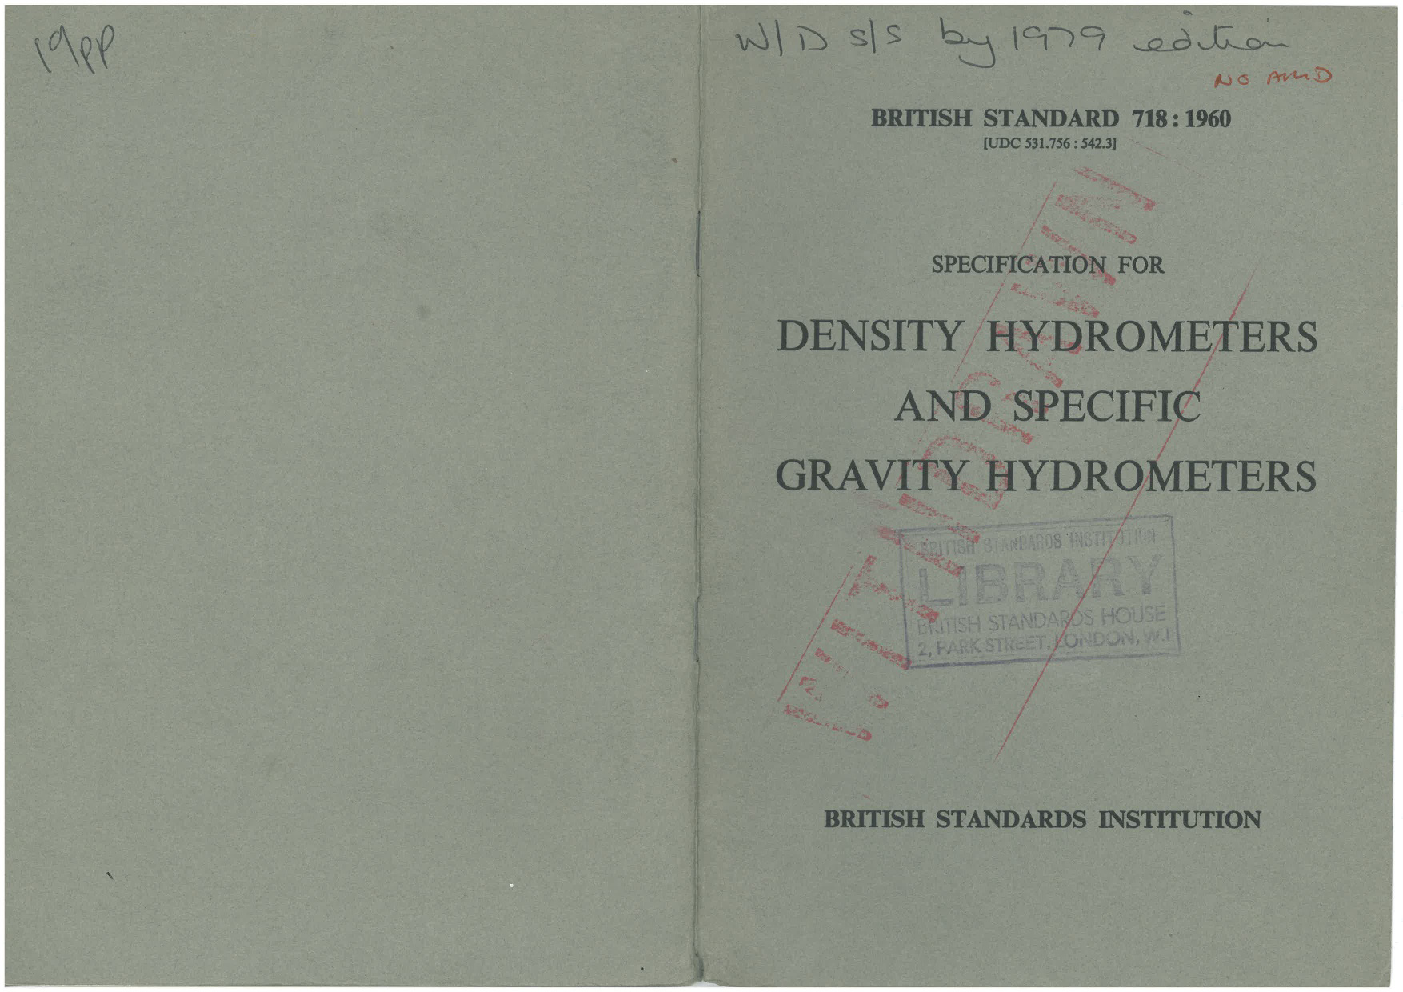 19pp
W/D s/s by 1979 edition
NO AMD
BRITISH STANDARD 718 : 1960
[UDC 531.756 : 542.3]
SPECIFICATION FOR
DENSITY HYDROMETERS
AND SPECIFIC
GRAVITY HYDROMETERS
WITHDRAWN
BRITISH STANDARDS INSTITUTION
LIBRARY
BRITISH STANDARDS HOUSE
2, PARK STREET, LONDON, W.1
BRITISH STANDARDS INSTITUTION